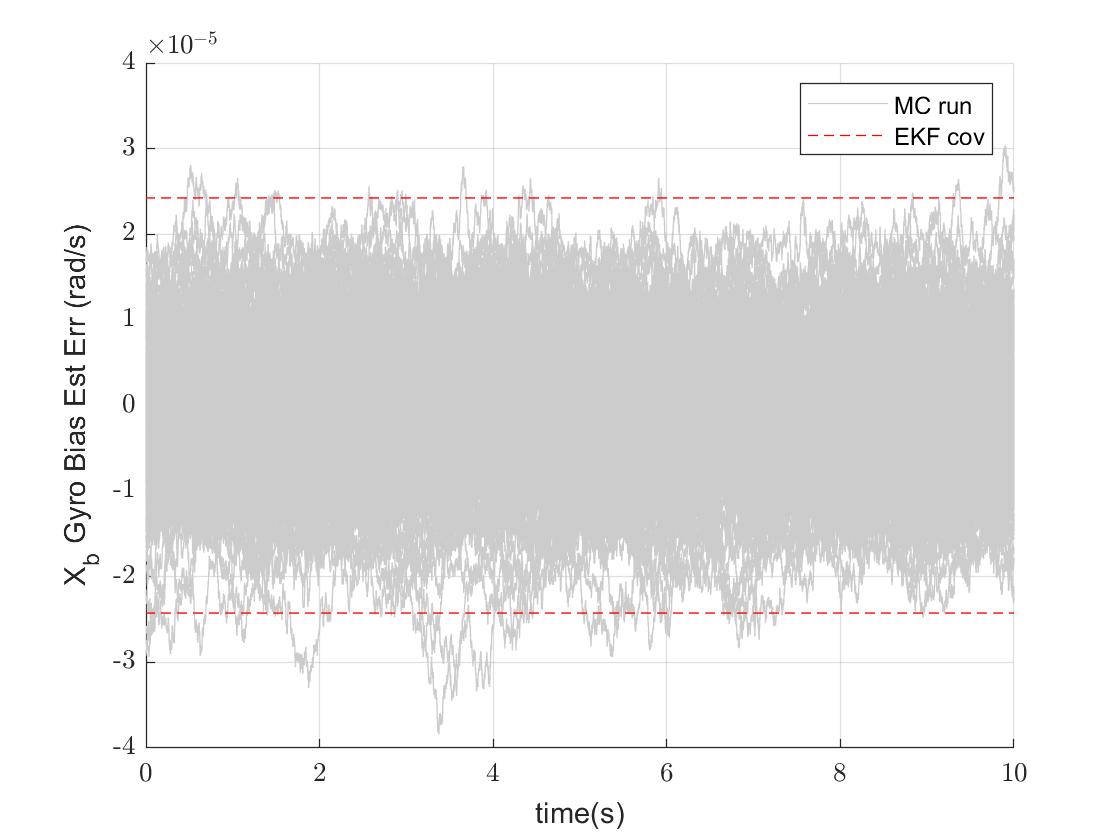 ×10⁻⁵
4
3
2
1
0
-1
-2
-3
-4
X_b Gyro Bias Est Err (rad/s)
MC run
EKF cov
0 2 4 6 8 10
time(s)